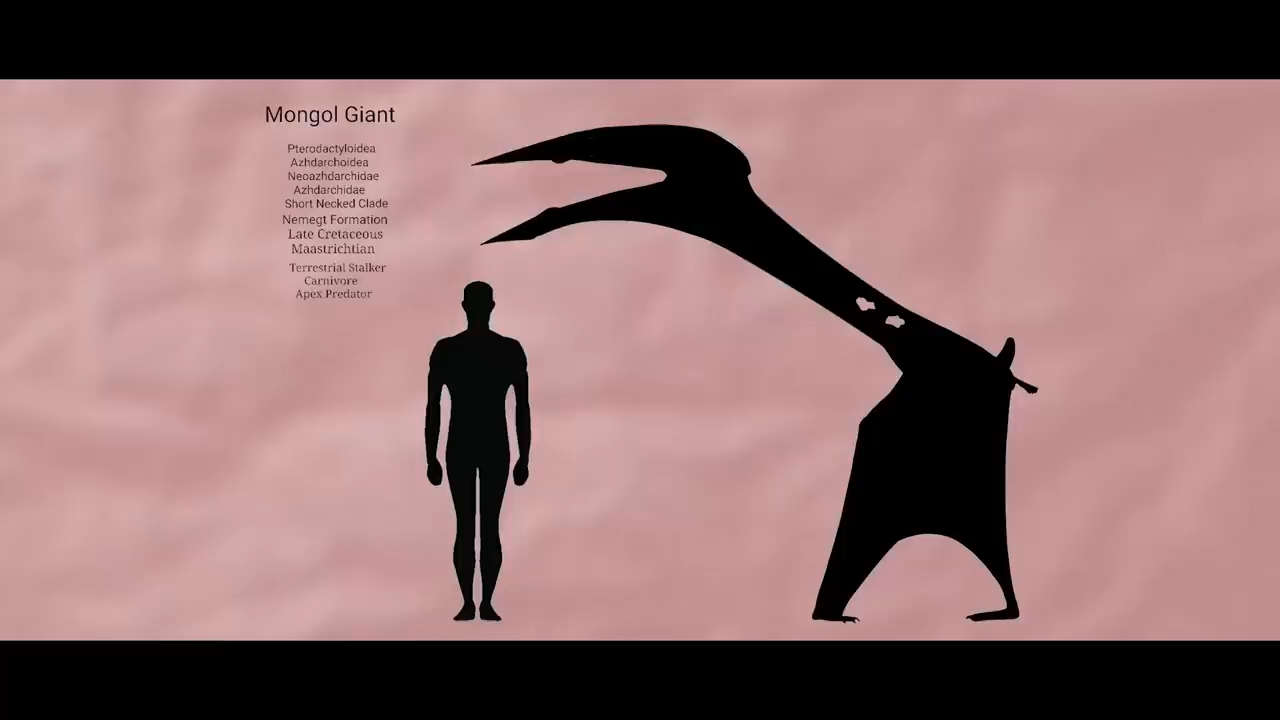 Mongol Giant
Pterodactyloidea
Azhdarchoidea
Neoazhdarchidae
Azhdarchidae
Short Necked Clade
Nemegt Formation
Late Cretaceous
Maastrichtian
Terrestrial Stalker
Carnivore
Apex Predator